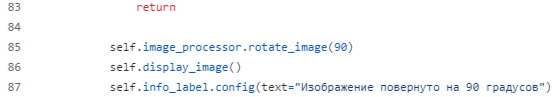 83 return
84
85 self.image_processor.rotate_image(90)
86 self.display_image()
87 self.info_label.config(text="Изображение повернуто на 90 градусов")